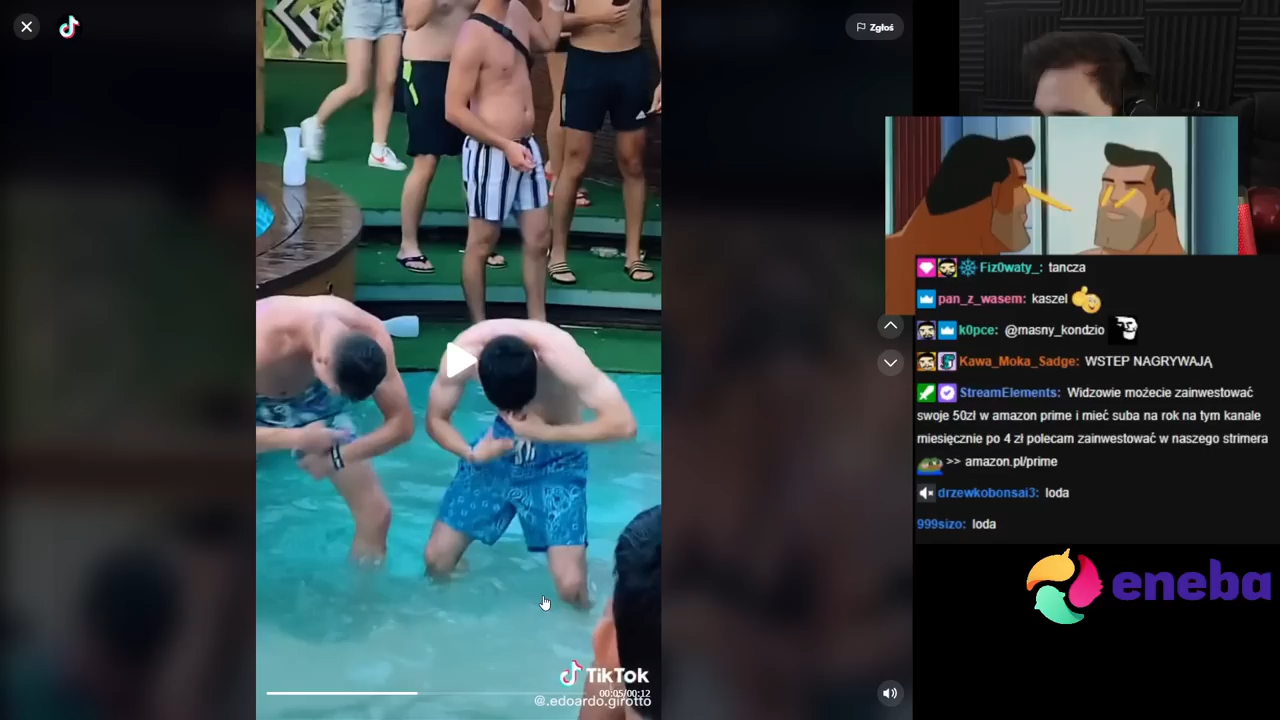 Zgłoś
Fiz0waty_: tancza
pan_z_wasem: kaszel
k0pce: @masny_kondzio
Kawa_Moka_Sadge: WSTEP NAGRYWAJĄ
StreamElements: Widzowie możecie zainwestować
swoje 50zł w amazon prime i mieć suba na rok na tym kanale
miesięcznie po 4 zł polecam zainwestować w naszego strimera
>> amazon.pl/prime
drzewkobonsai3: loda
999sizo: loda
eneba
TikTok
00:05/00:12
@.edoardo.girotto